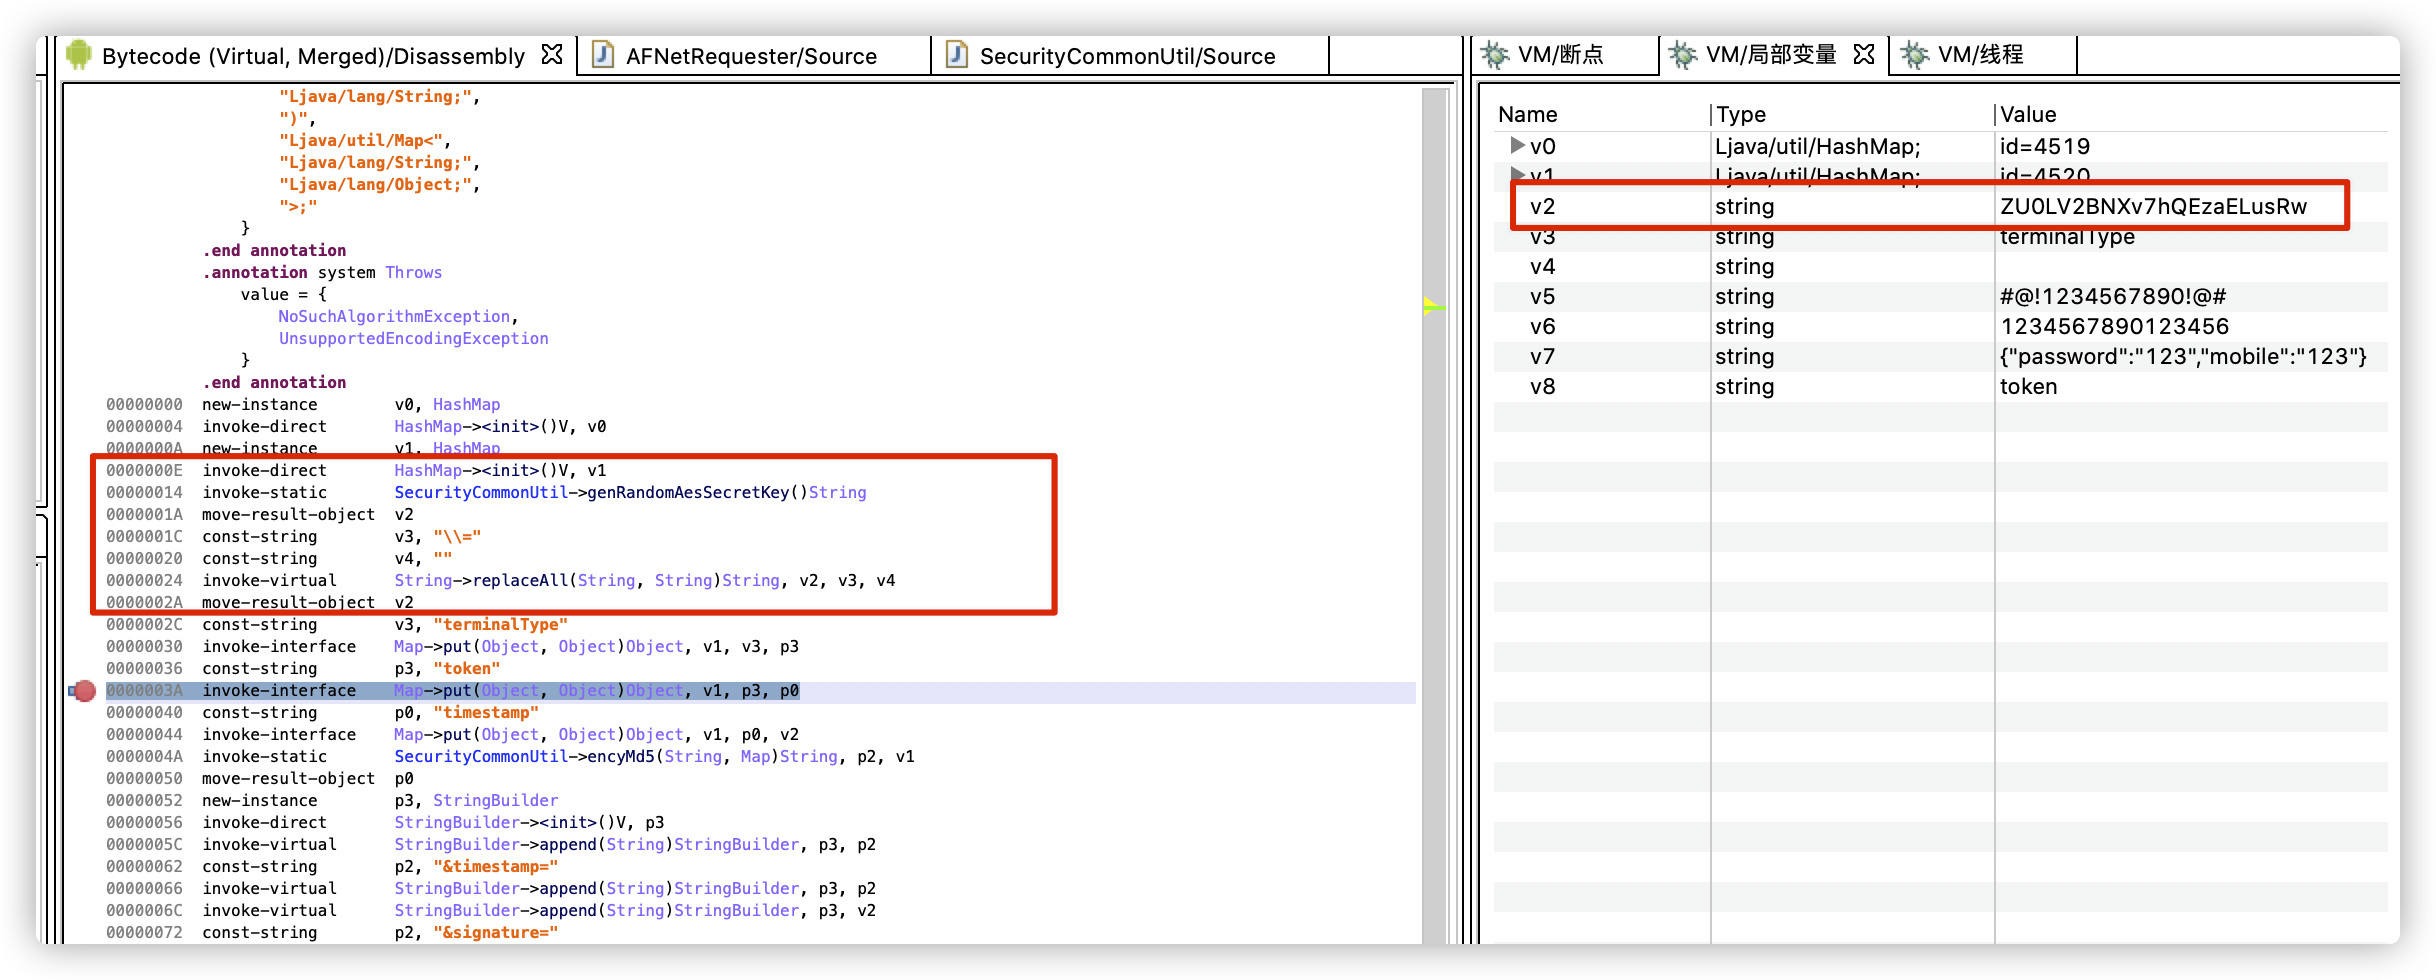 Bytecode (Virtual, Merged)/Disassembly
AFNetRequester/Source
SecurityCommonUtil/Source
"Ljava/lang/String;",
")",
"Ljava/util/Map<",
"Ljava/lang/String;",
"Ljava/lang/Object;",
">;"
}
.end annotation
.annotation system Throws
value = {
NoSuchAlgorithmException,
UnsupportedEncodingException
}
.end annotation
00000000 new-instance v0, HashMap
00000004 invoke-direct HashMap-><init>()V, v0
0000000A new-instance v1, HashMap
0000000E invoke-direct HashMap-><init>()V, v1
00000014 invoke-static SecurityCommonUtil->genRandomAesSecretKey()String
0000001A move-result-object v2
0000001C const-string v3, "\\="
00000020 const-string v4, ""
00000024 invoke-virtual String->replaceAll(String, String)String, v2, v3, v4
0000002A move-result-object v2
0000002C const-string v3, "terminalType"
00000030 invoke-interface Map->put(Object, Object)Object, v1, v3, p3
00000036 const-string p3, "token"
0000003A invoke-interface Map->put(Object, Object)Object, v1, p3, p0
00000040 const-string p0, "timestamp"
00000044 invoke-interface Map->put(Object, Object)Object, v1, p0, v2
0000004A invoke-static SecurityCommonUtil->encyMd5(String, Map)String, p2, v1
00000050 move-result-object p0
00000052 new-instance p3, StringBuilder
00000056 invoke-direct StringBuilder-><init>()V, p3
0000005C invoke-virtual StringBuilder->append(String)StringBuilder, p3, p2
00000062 const-string p2, "&timestamp="
00000066 invoke-virtual StringBuilder->append(String)StringBuilder, p3, p2
0000006C invoke-virtual StringBuilder->append(String)StringBuilder, p3, v2
00000072 const-string p2, "&signature="
VM/断点
VM/局部变量
VM/线程
Name Type Value
v0 Ljava/util/HashMap; id=4519
v1 Ljava/util/HashMap; id=4520
v2 string ZU0LV2BNXv7hQEzaELusRw
v3 string terminalType
v4 string
v5 string #@!1234567890!@#
v6 string 1234567890123456
v7 string {"password":"123","mobile":"123"}
v8 string token